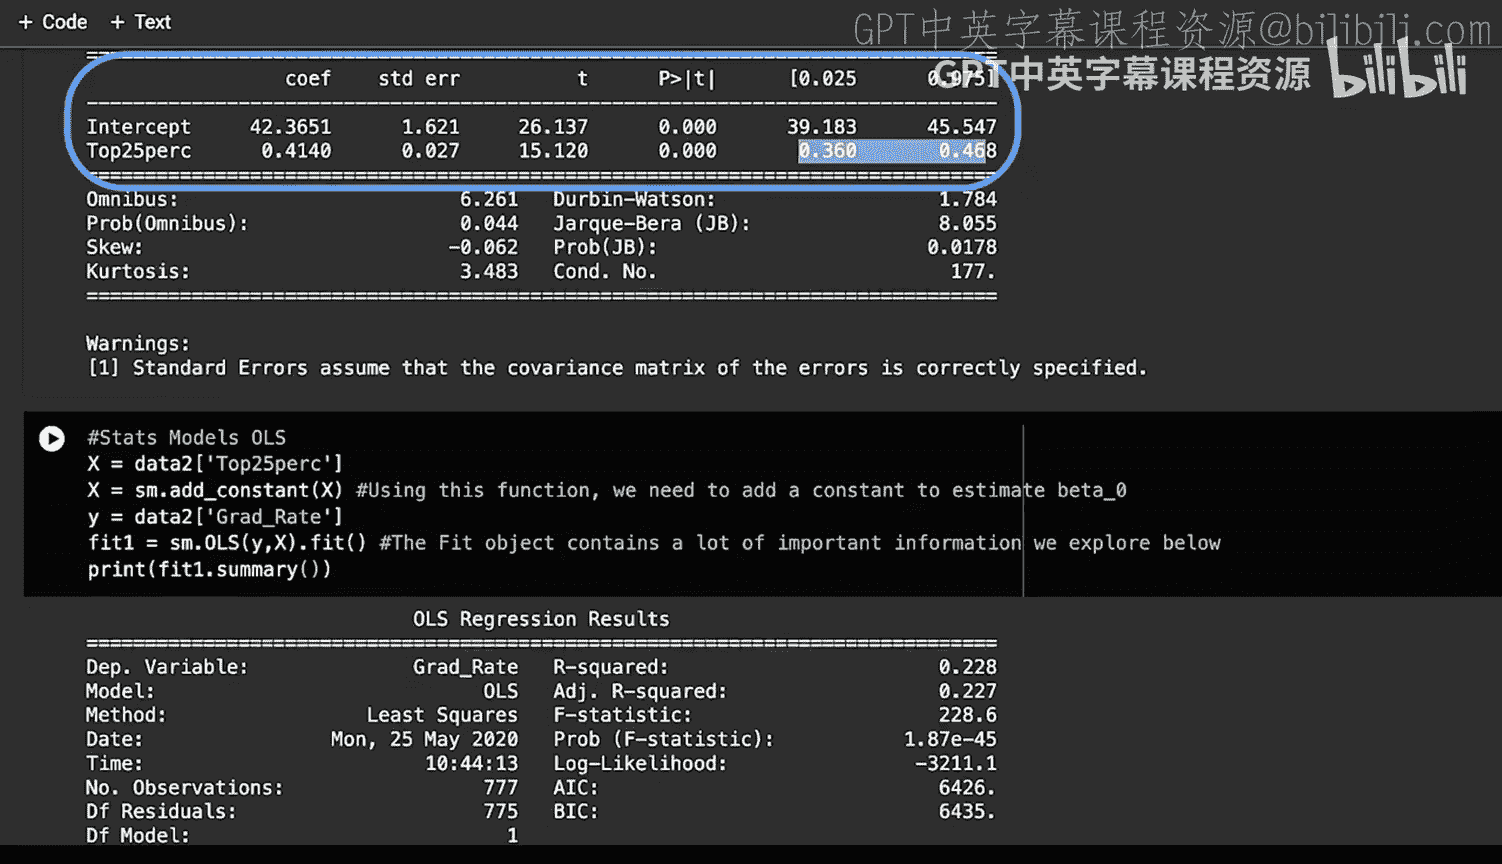 + Code + Text
GPT中英字幕课程资源@bilibili.com
GPT中英字幕课程资源 bilibili
coef std err t P>|t| [0.025 0.975]
Intercept 42.3651 1.621 26.137 0.000 39.183 45.547
Top25perc 0.4140 0.027 15.120 0.000 0.360 0.468
Omnibus: 6.261 Durbin-Watson: 1.784
Prob(Omnibus): 0.044 Jarque-Bera (JB): 8.055
Skew: -0.062 Prob(JB): 0.0178
Kurtosis: 3.483 Cond. No. 177.
Warnings:
[1] Standard Errors assume that the covariance matrix of the errors is correctly specified.
#Stats Models OLS
X = data2['Top25perc']
X = sm.add_constant(X) #Using this function, we need to add a constant to estimate beta_0
y = data2['Grad_Rate']
fit1 = sm.OLS(y,X).fit() #The Fit object contains a lot of important information we explore below
print(fit1.summary())
OLS Regression Results
Dep. Variable: Grad_Rate R-squared: 0.228
Model: OLS Adj. R-squared: 0.227
Method: Least Squares F-statistic: 228.6
Date: Mon, 25 May 2020 Prob (F-statistic): 1.87e-45
Time: 10:44:13 Log-Likelihood: -3211.1
No. Observations: 777 AIC: 6426.
Df Residuals: 775 BIC: 6435.
Df Model: 1